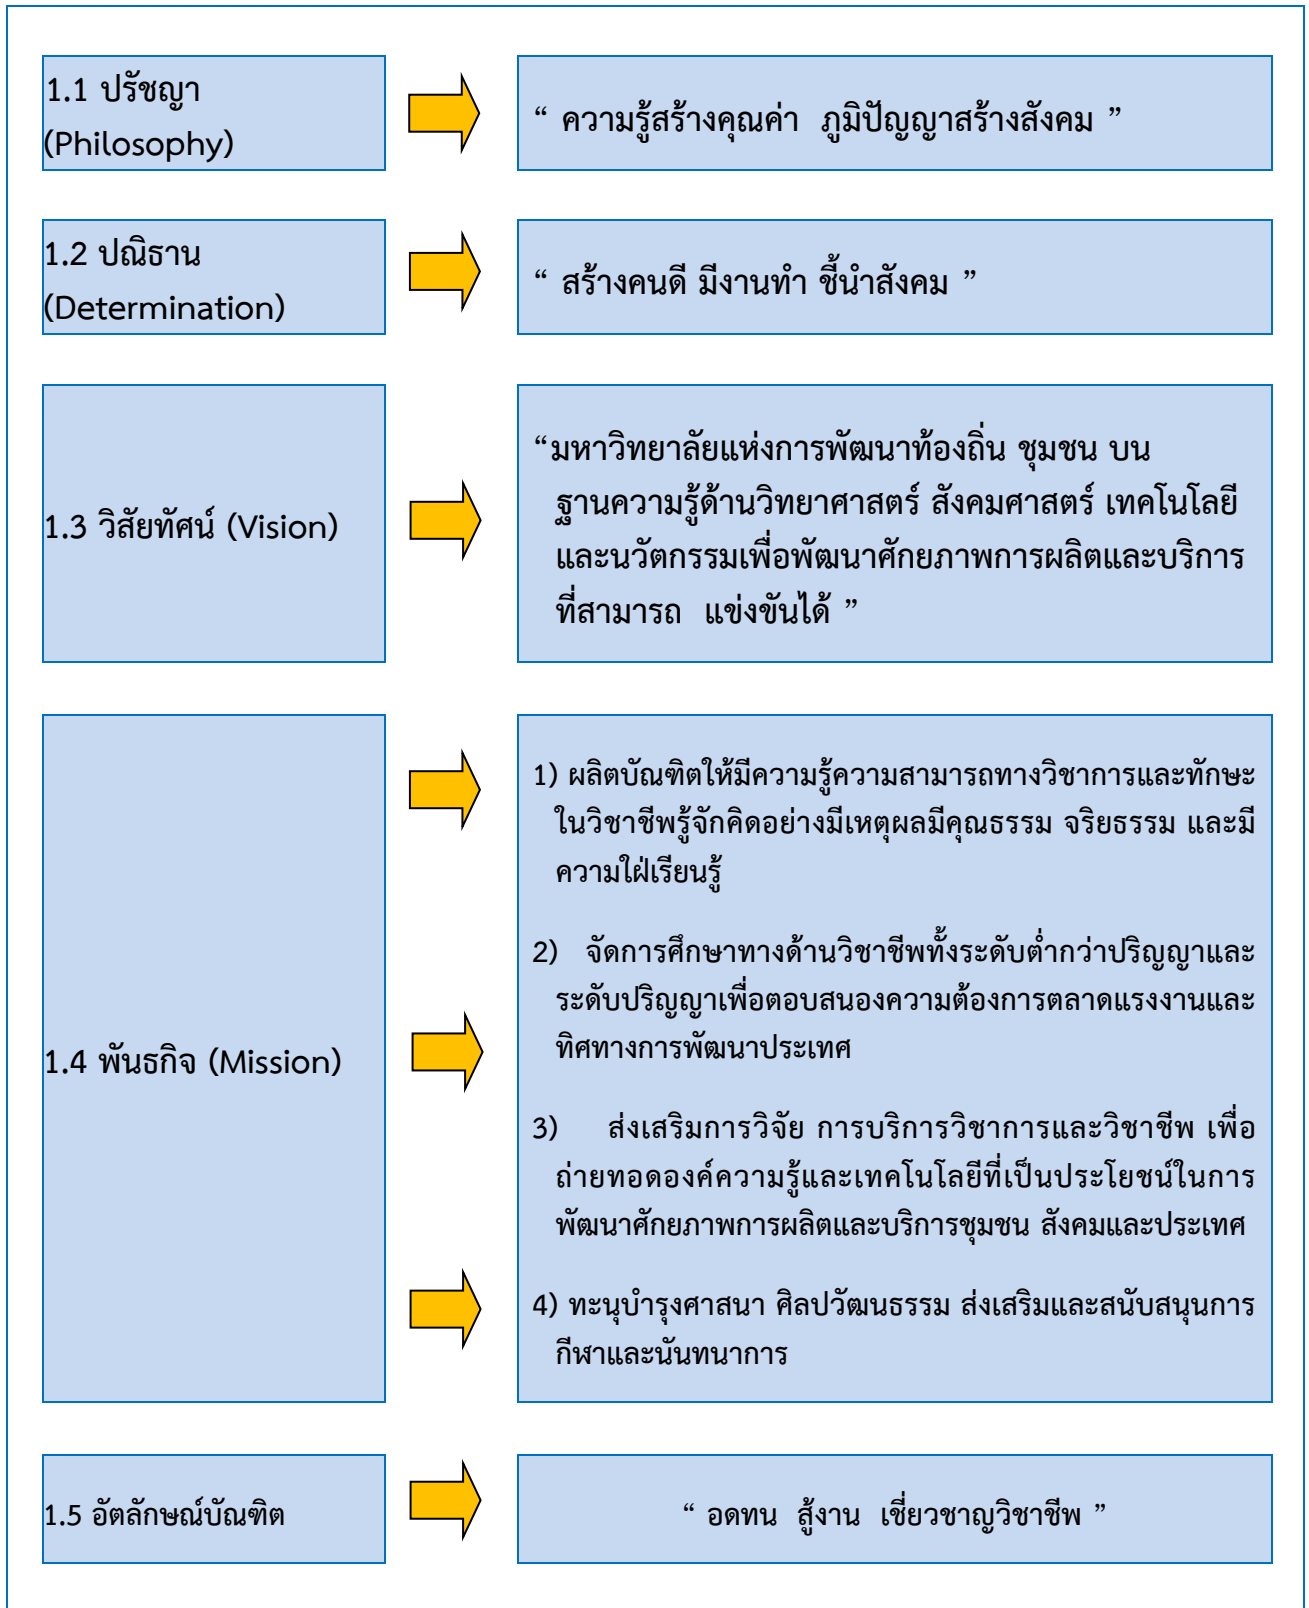 1.1 ปรัชญา
(Philosophy)
“ ความรู้สร้างคุณค่า ภูมิปัญญาสร้างสังคม ”
1.2 ปณิธาน
(Determination)
“ สร้างคนดี มีงานทำ ชี้นำสังคม ”
1.3 วิสัยทัศน์ (Vision)
“มหาวิทยาลัยแห่งการพัฒนาท้องถิ่น ชุมชน บน
ฐานความรู้ด้านวิทยาศาสตร์ สังคมศาสตร์ เทคโนโลยี
และนวัตกรรมเพื่อพัฒนาศักยภาพการผลิตและบริการ
ที่สามารถ แข่งขันได้ ”
1.4 พันธกิจ (Mission)
1) ผลิตบัณฑิตให้มีความรู้ความสามารถทางวิชาการและทักษะ
ในวิชาชีพรู้จักคิดอย่างมีเหตุผลมีคุณธรรม จริยธรรม และมี
ความใฝ่เรียนรู้
2) จัดการศึกษาทางด้านวิชาชีพทั้งระดับต่ำกว่าปริญญาและ
ระดับปริญญาเพื่อตอบสนองความต้องการตลาดแรงงานและ
ทิศทางการพัฒนาประเทศ
3) ส่งเสริมการวิจัย การบริการวิชาการและวิชาชีพ เพื่อ
ถ่ายทอดองค์ความรู้และเทคโนโลยีที่เป็นประโยชน์ในการ
พัฒนาศักยภาพการผลิตและบริการชุมชน สังคมและประเทศ
4) ทะนุบำรุงศาสนา ศิลปวัฒนธรรม ส่งเสริมและสนับสนุนการ
กีฬาและนันทนาการ
1.5 อัตลักษณ์บัณฑิต
“ อดทน สู้งาน เชี่ยวชาญวิชาชีพ ”